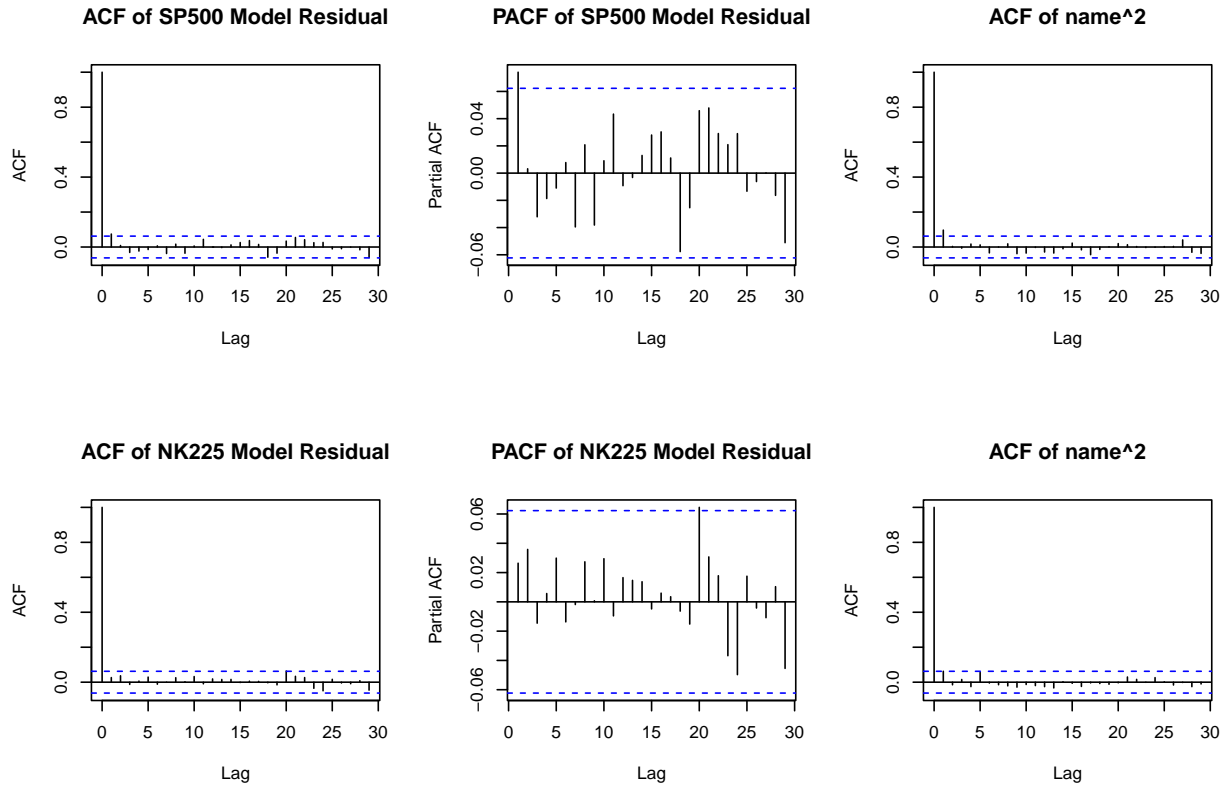 ACF of SP500 Model Residual
ACF
0.0 0.4 0.8
0 5 10 15 20 25 30
Lag
PACF of SP500 Model Residual
Partial ACF
−0.06 0.00 0.04
0 5 10 15 20 25 30
Lag
ACF of name^2
ACF
0.0 0.4 0.8
0 5 10 15 20 25 30
Lag
ACF of NK225 Model Residual
ACF
0.0 0.4 0.8
0 5 10 15 20 25 30
Lag
PACF of NK225 Model Residual
Partial ACF
−0.06 −0.02 0.02 0.06
0 5 10 15 20 25 30
Lag
ACF of name^2
ACF
0.0 0.4 0.8
0 5 10 15 20 25 30
Lag